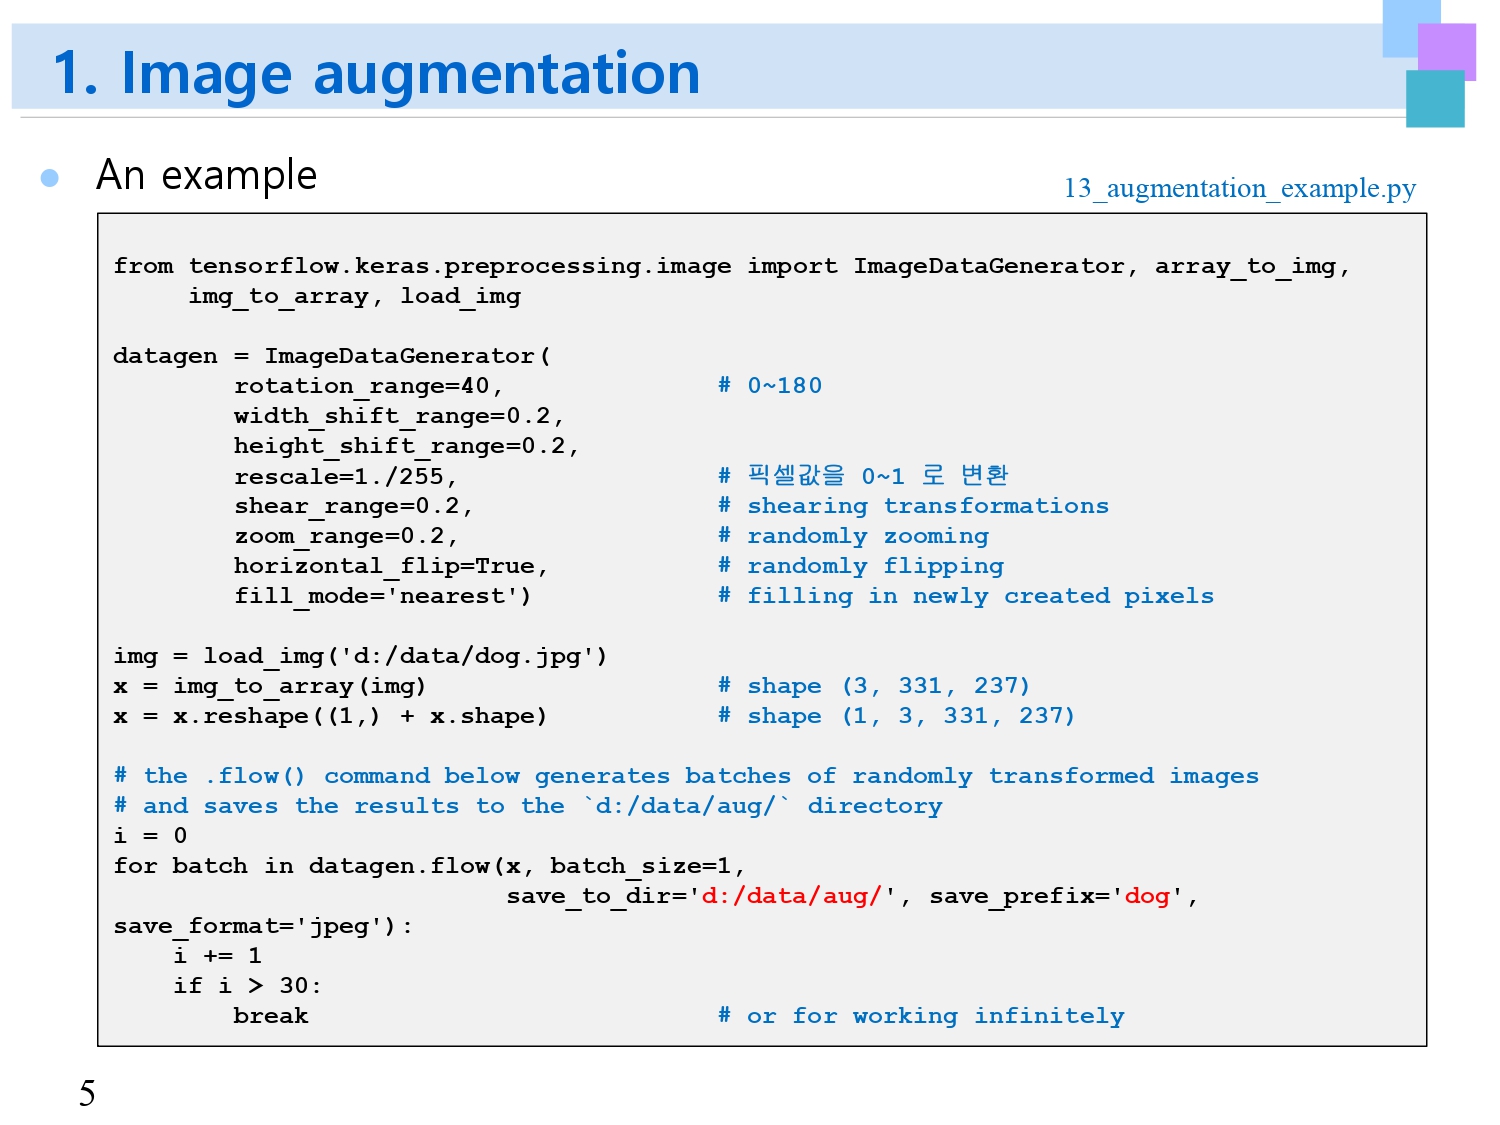 1. Image augmentation
An example
13_augmentation_example.py
from tensorflow.keras.preprocessing.image import ImageDataGenerator, array_to_img,
     img_to_array, load_img
datagen = ImageDataGenerator(
        rotation_range=40,              # 0~180
        width_shift_range=0.2,
        height_shift_range=0.2,
        rescale=1./255,                 # 픽셀값을 0~1 로 변환
        shear_range=0.2,                # shearing transformations
        zoom_range=0.2,                 # randomly zooming
        horizontal_flip=True,           # randomly flipping
        fill_mode='nearest')            # filling in newly created pixels
img = load_img('d:/data/dog.jpg')
x = img_to_array(img)                   # shape (3, 331, 237)
x = x.reshape((1,) + x.shape)           # shape (1, 3, 331, 237)
# the .flow() command below generates batches of randomly transformed images
# and saves the results to the `d:/data/aug/` directory
i = 0
for batch in datagen.flow(x, batch_size=1,
                          save_to_dir='d:/data/aug/', save_prefix='dog',
save_format='jpeg'):
    i += 1
    if i > 30:
        break                           # or for working infinitely
5